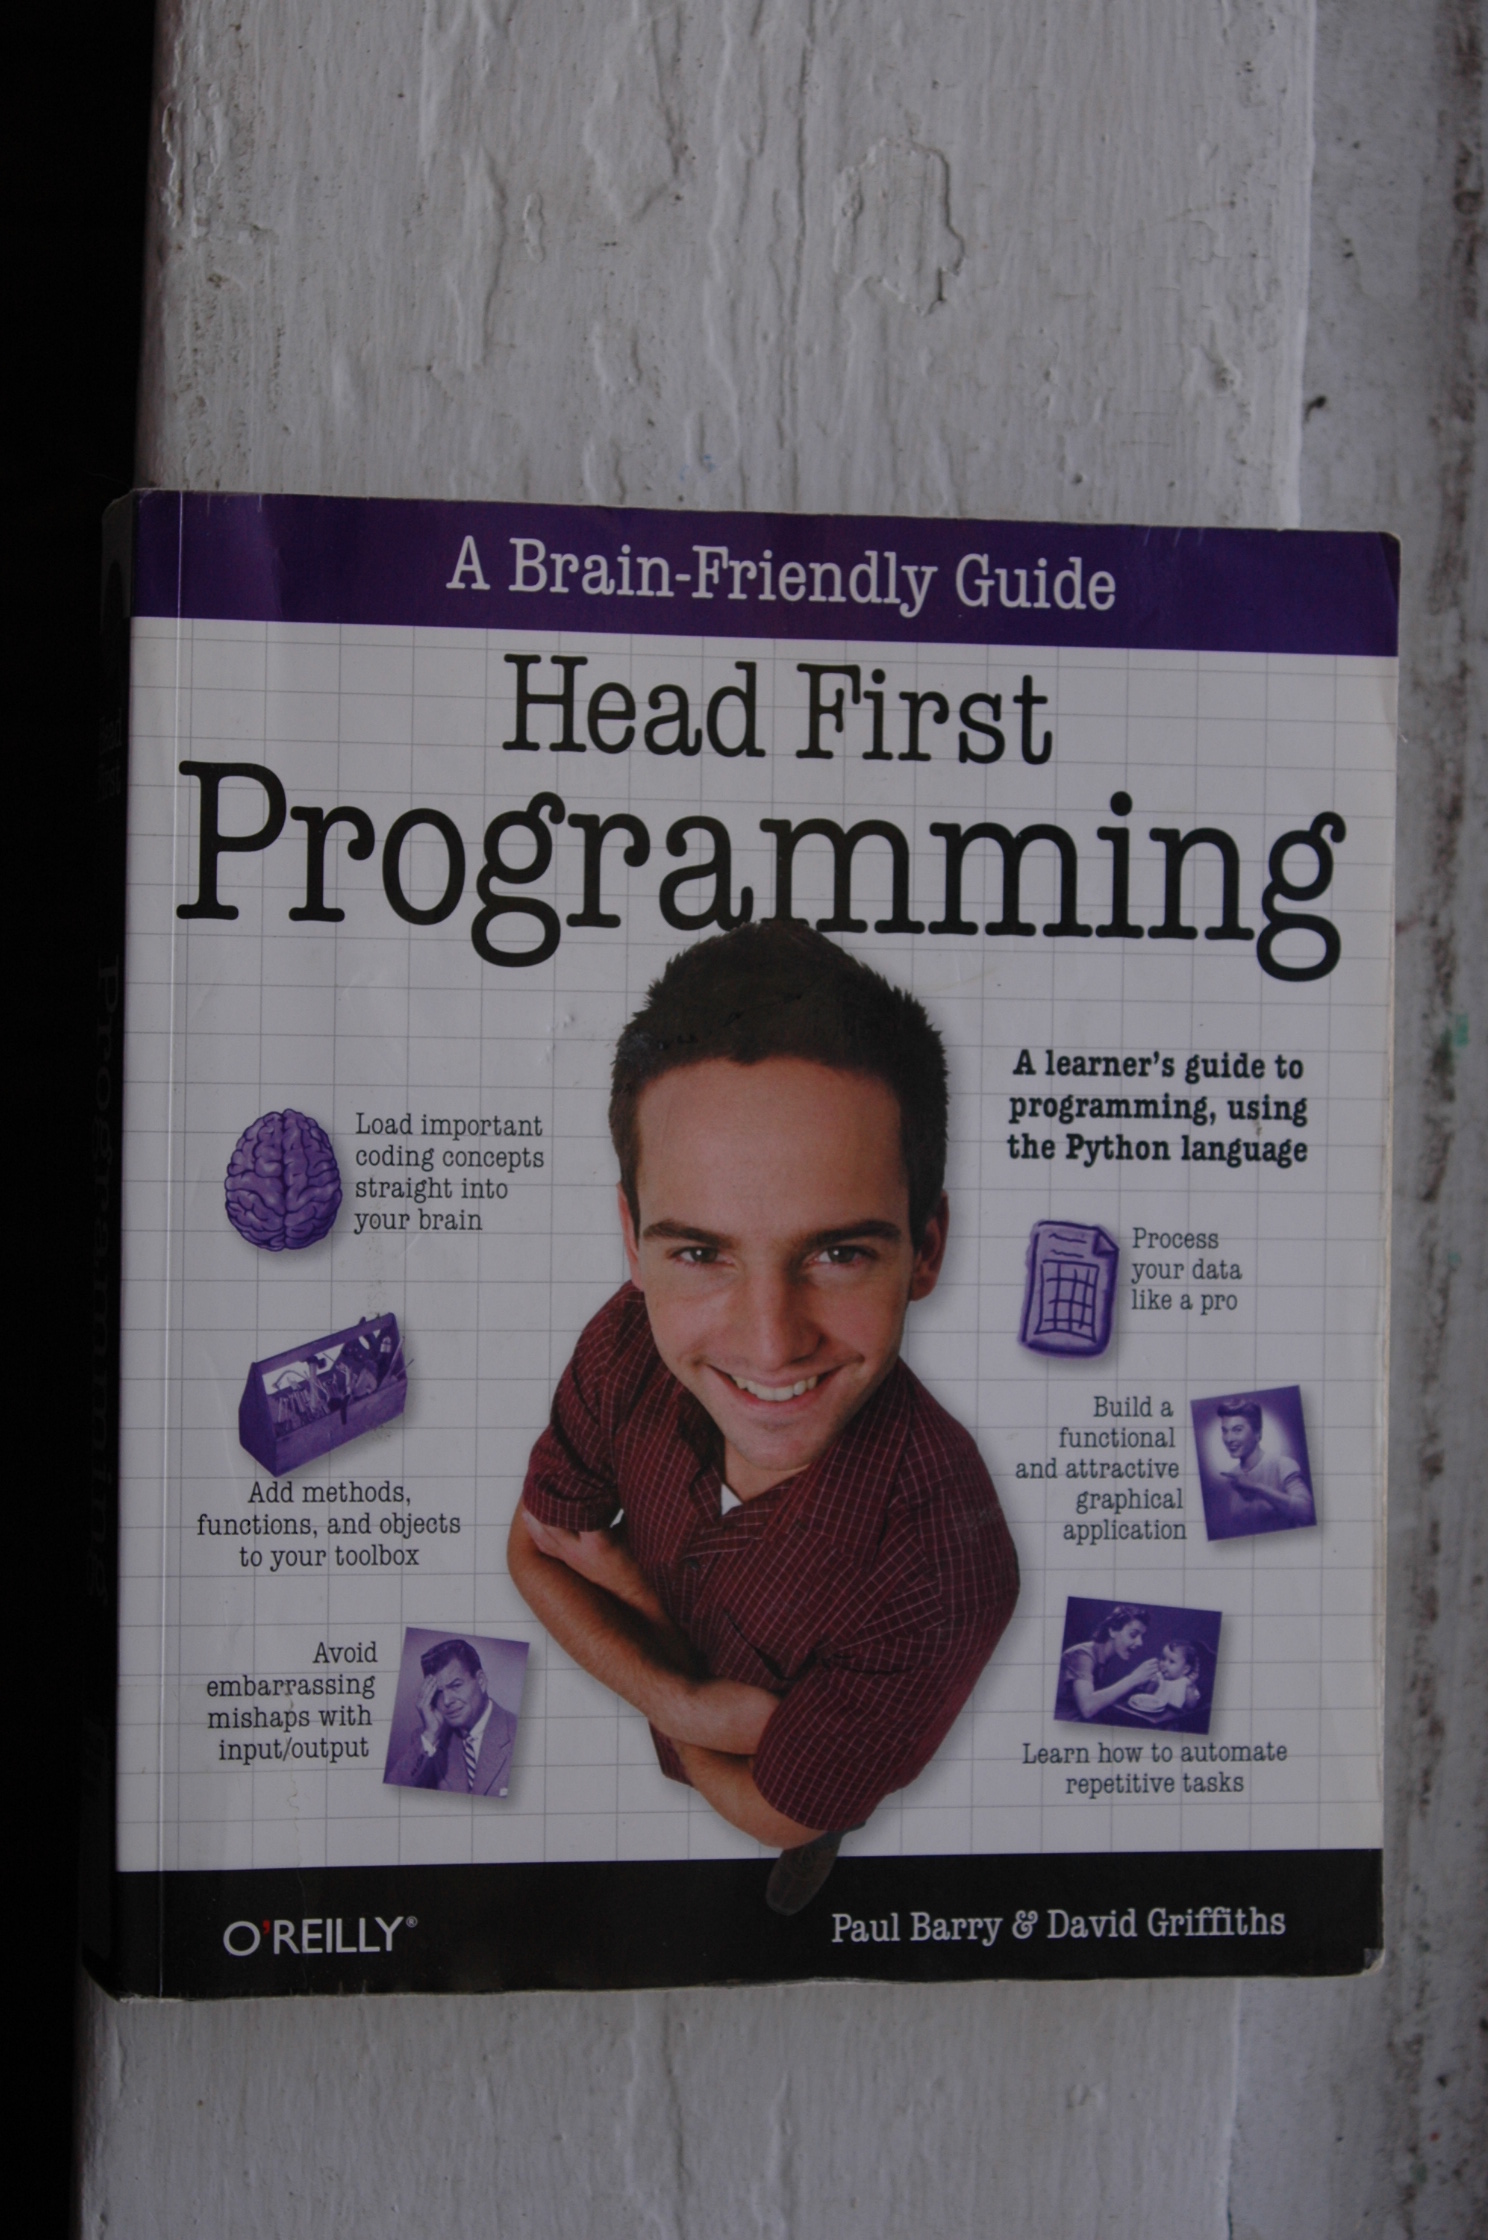 A Brain-Friendly Guide
Head First
Programming
A learner's guide to
programming, using
the Python language
Load important
coding concepts
straight into
your brain
Process
your data
like a pro
Add methods,
functions, and objects
to your toolbox
Build a
functional
and attractive
graphical
application
Avoid
embarrassing
mishaps with
input/output
Learn how to automate
repetitive tasks
O'REILLY®
Paul Barry & David Griffiths
Programming